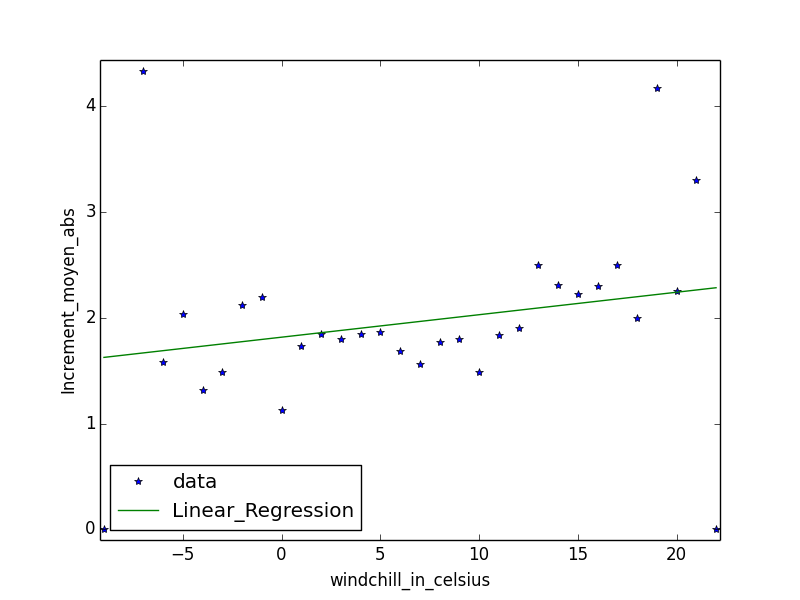 Increment_moyen_abs
4
3
2
1
0
data
Linear_Regression
−5 0 5 10 15 20
windchill_in_celsius